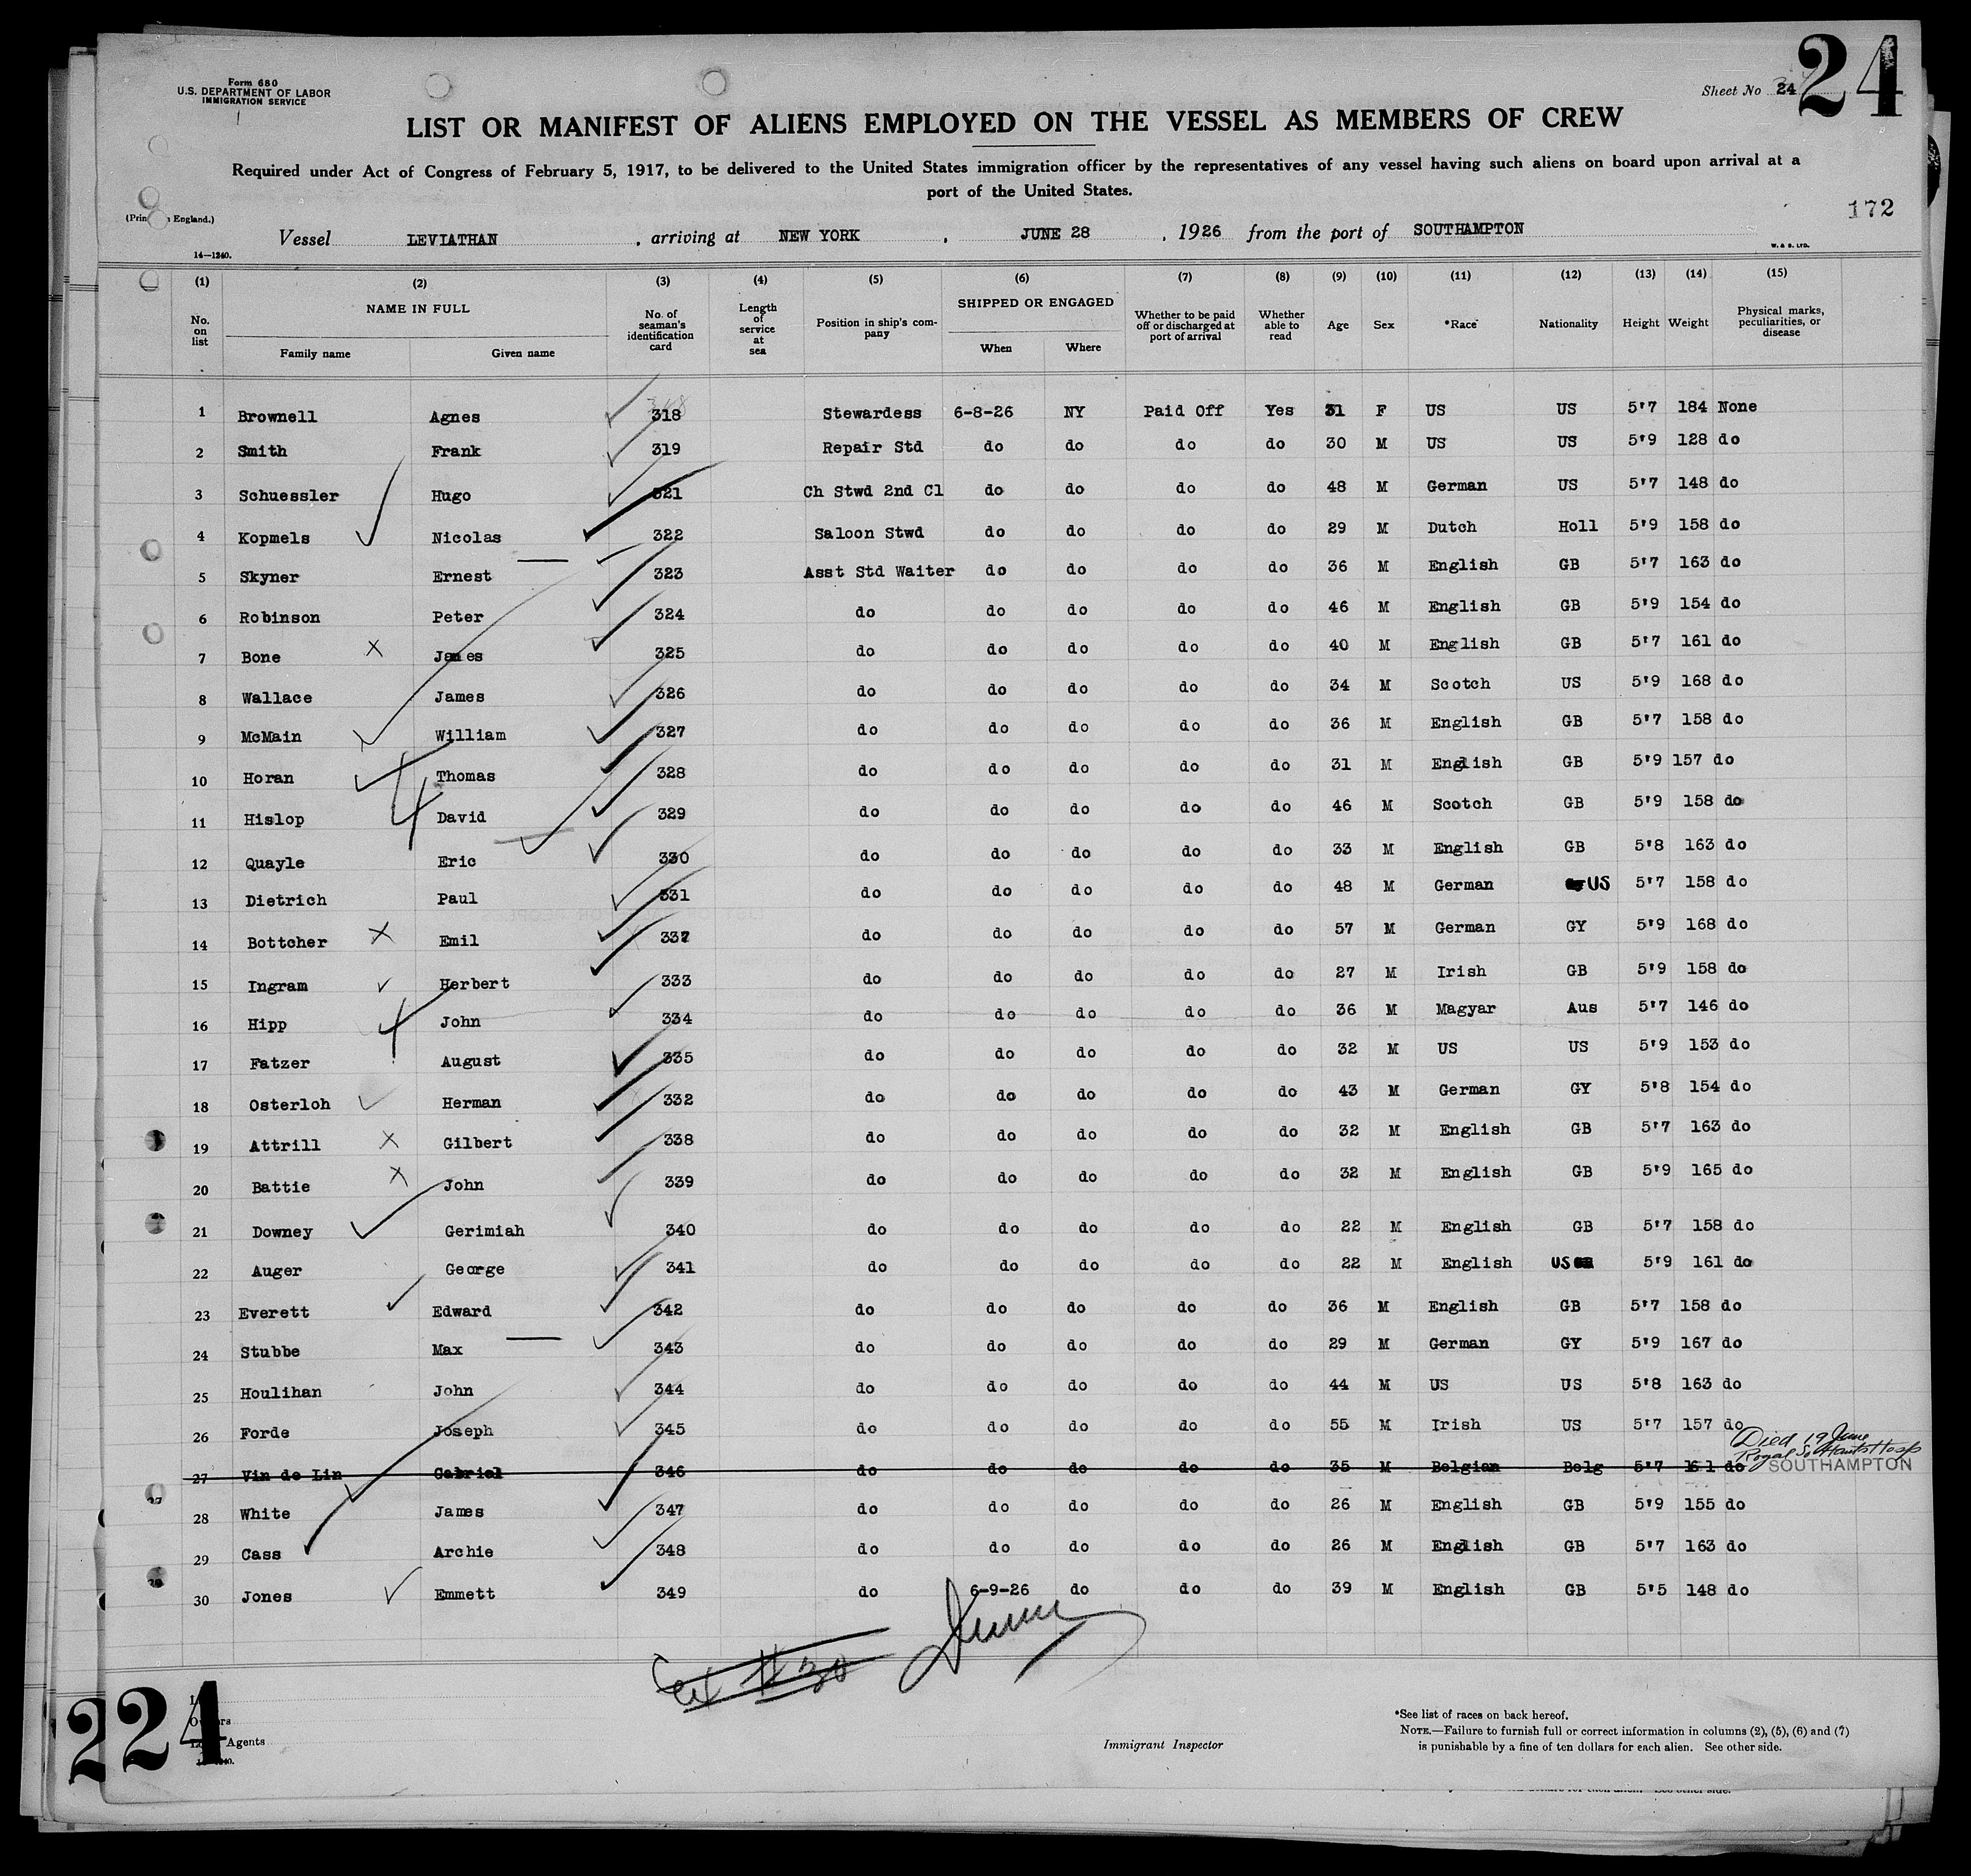 Form 680
U.S. DEPARTMENT OF LABOR
IMMIGRATION SERVICE
Sheet No 24
24
LIST OR MANIFEST OF ALIENS EMPLOYED ON THE VESSEL AS MEMBERS OF CREW
Required under Act of Congress of February 5, 1917, to be delivered to the United States immigration officer by the representatives of any vessel having such aliens on board upon arrival at a
port of the United States.
172
England.)
Vessel LEVIATHAN, arriving at NEW YORK, JUNE 28, 1926 from the port of SOUTHAMPTON
14-1240.
W. & S. LTD.
(1) (2) (3) (4) (5) (6) (7) (8) (9) (10) (11) (12) (13) (14) (15)
No. on list NAME IN FULL Family name Given name No. of seaman's identification card Length of service at sea Position in ship's company SHIPPED OR ENGAGED When Where Whether to be paid off or discharged at port of arrival Whether able to read Age Sex *Race Nationality Height Weight Physical marks, peculiarities, or disease
1 Brownell Agnes 318 Stewardess 6-8-26 NY Paid Off Yes 31 F US US 5'7 184 None
2 Smith Frank 319 Repair Std do do do do 30 M US US 5'9 128 do
3 Schuessler Hugo 321 Ch Stwd 2nd Cl do do do do 48 M German US 5'7 148 do
4 Kopmels Nicolas 322 Saloon Stwd do do do do 29 M Dutch Holl 5'9 158 do
5 Skyner Ernest 323 Asst Std Waiter do do do do 36 M English GB 5'7 163 do
6 Robinson Peter 324 do do do do do 46 M English GB 5'9 154 do
7 Bone James 325 do do do do do 40 M English GB 5'7 161 do
8 Wallace James 326 do do do do do 34 M Scotch US 5'9 168 do
9 McMain William 327 do do do do do 36 M English GB 5'7 158 do
10 Horan Thomas 328 do do do do do 31 M English GB 5'9 157 do
11 Hislop David 329 do do do do do 46 M Scotch GB 5'9 158 do
12 Quayle Eric 330 do do do do do 33 M English GB 5'8 163 do
13 Dietrich Paul 331 do do do do do 48 M German US 5'7 158 do
14 Bottcher Emil 337 do do do do do 57 M German GY 5'9 168 do
15 Ingram Herbert 333 do do do do do 27 M Irish GB 5'9 158 do
16 Hipp John 334 do do do do do 36 M Magyar Aus 5'7 146 do
17 Fatzer August 335 do do do do do 32 M US US 5'9 153 do
18 Osterloh Herman 332 do do do do do 43 M German GY 5'8 154 do
19 Attrill Gilbert 338 do do do do do 32 M English GB 5'7 163 do
20 Battie John 339 do do do do do 32 M English GB 5'9 165 do
21 Downey Gerimiah 340 do do do do do 22 M English GB 5'7 158 do
22 Auger George 341 do do do do do 22 M English US 5'9 161 do
23 Everett Edward 342 do do do do do 36 M English GB 5'7 158 do
24 Stubbe Max 343 do do do do do 29 M German GY 5'9 167 do
25 Houlihan John 344 do do do do do 44 M US US 5'8 163 do
26 Forde Joseph 345 do do do do do 55 M Irish US 5'7 157 do
Died 19 June
Royal So Hants Hosp
SOUTHAMPTON
27 Vin de Lin Gabriel 346 do do do do do 35 M Belgian Belg 5'7 161 do
28 White James 347 do do do do do 26 M English GB 5'9 155 do
29 Cass Archie 348 do do do do do 26 M English GB 5'7 163 do
30 Jones Emmett 349 do 6-9-26 do do do 39 M English GB 5'5 148 do
224
Agents
Immigrant Inspector
*See list of races on back hereof.
NOTE.—Failure to furnish full or correct information in columns (2), (5), (6) and (7)
is punishable by a fine of ten dollars for each alien. See other side.